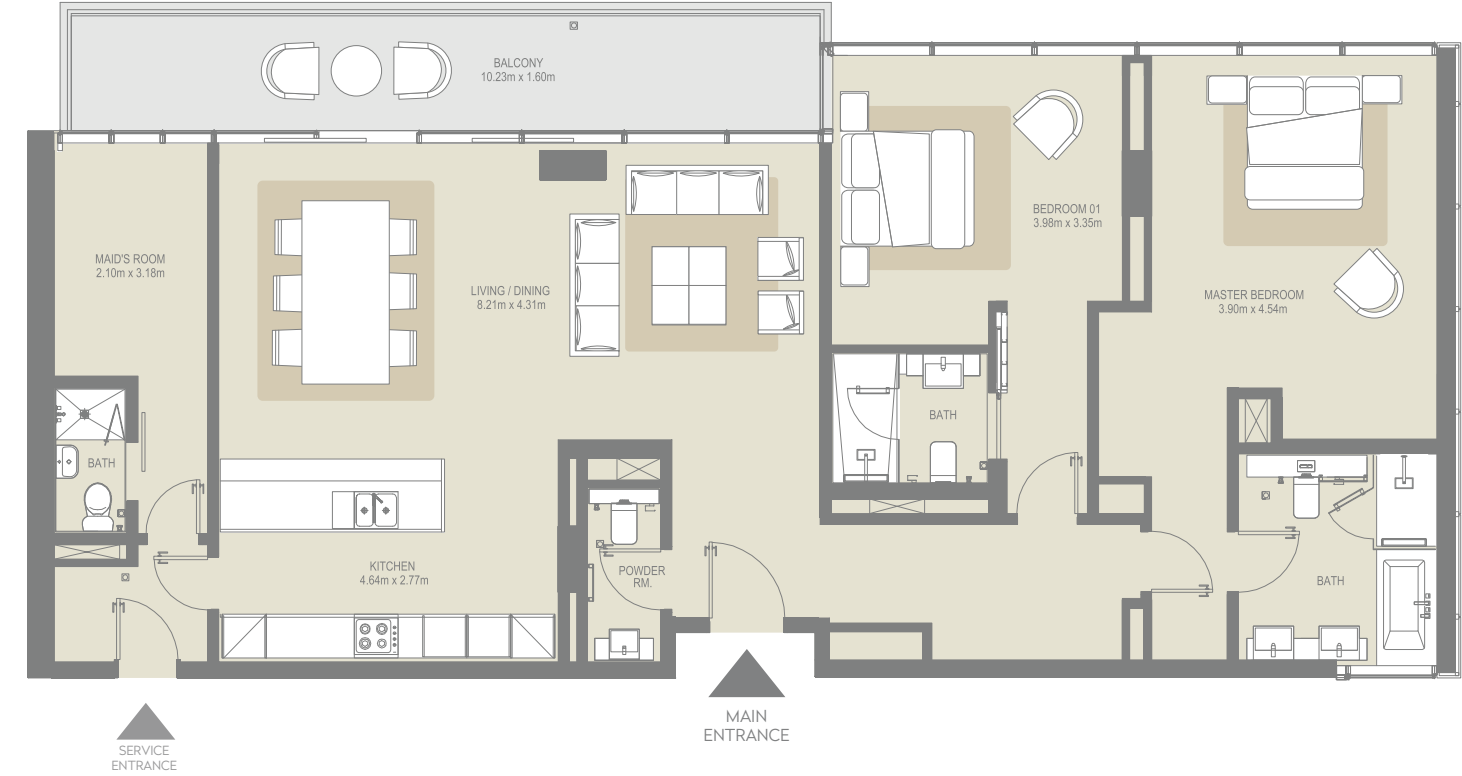 BALCONY
10.23m x 1.60m
MAID'S ROOM
2.10m x 3.18m
LIVING / DINING
8.21m x 4.31m
BEDROOM 01
3.98m x 3.35m
MASTER BEDROOM
3.90m x 4.54m
BATH
BATH
KITCHEN
4.64m x 2.77m
POWDER
RM.
BATH
MAIN
ENTRANCE
SERVICE
ENTRANCE